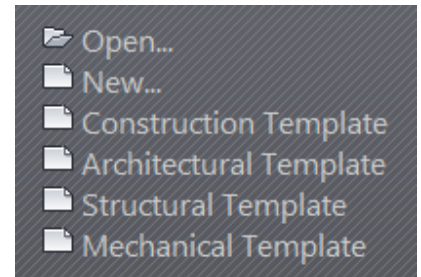 Open...
New...
Construction Template
Architectural Template
Structural Template
Mechanical Template